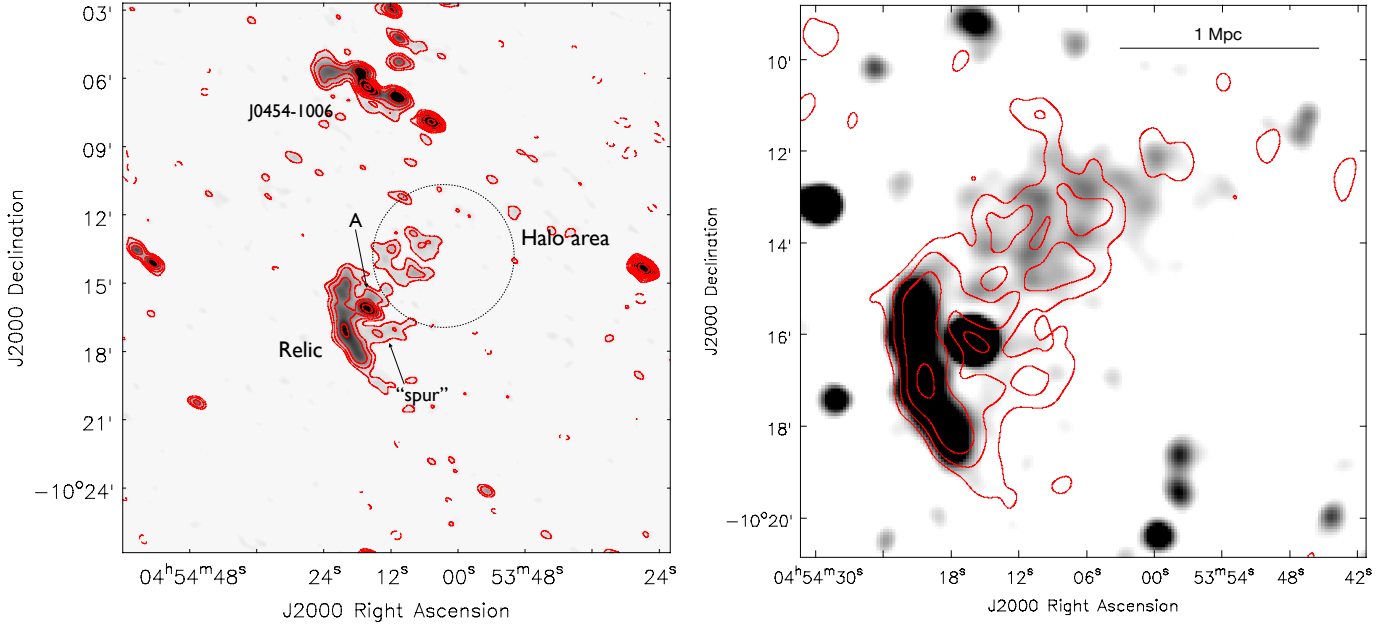 03'
06'
J0454-1006
09'
12'
A
Halo area
15'
18'
Relic
"spur"
21'
−10°24'
J2000 Declination
04h54m48s
24s
12s
00s
53m48s
24s
J2000 Right Ascension
1 Mpc
10'
12'
14'
16'
18'
−10°20'
J2000 Declination
04h54m30s
18s
12s
06s
00s
53m54s
48s
42s
J2000 Right Ascension